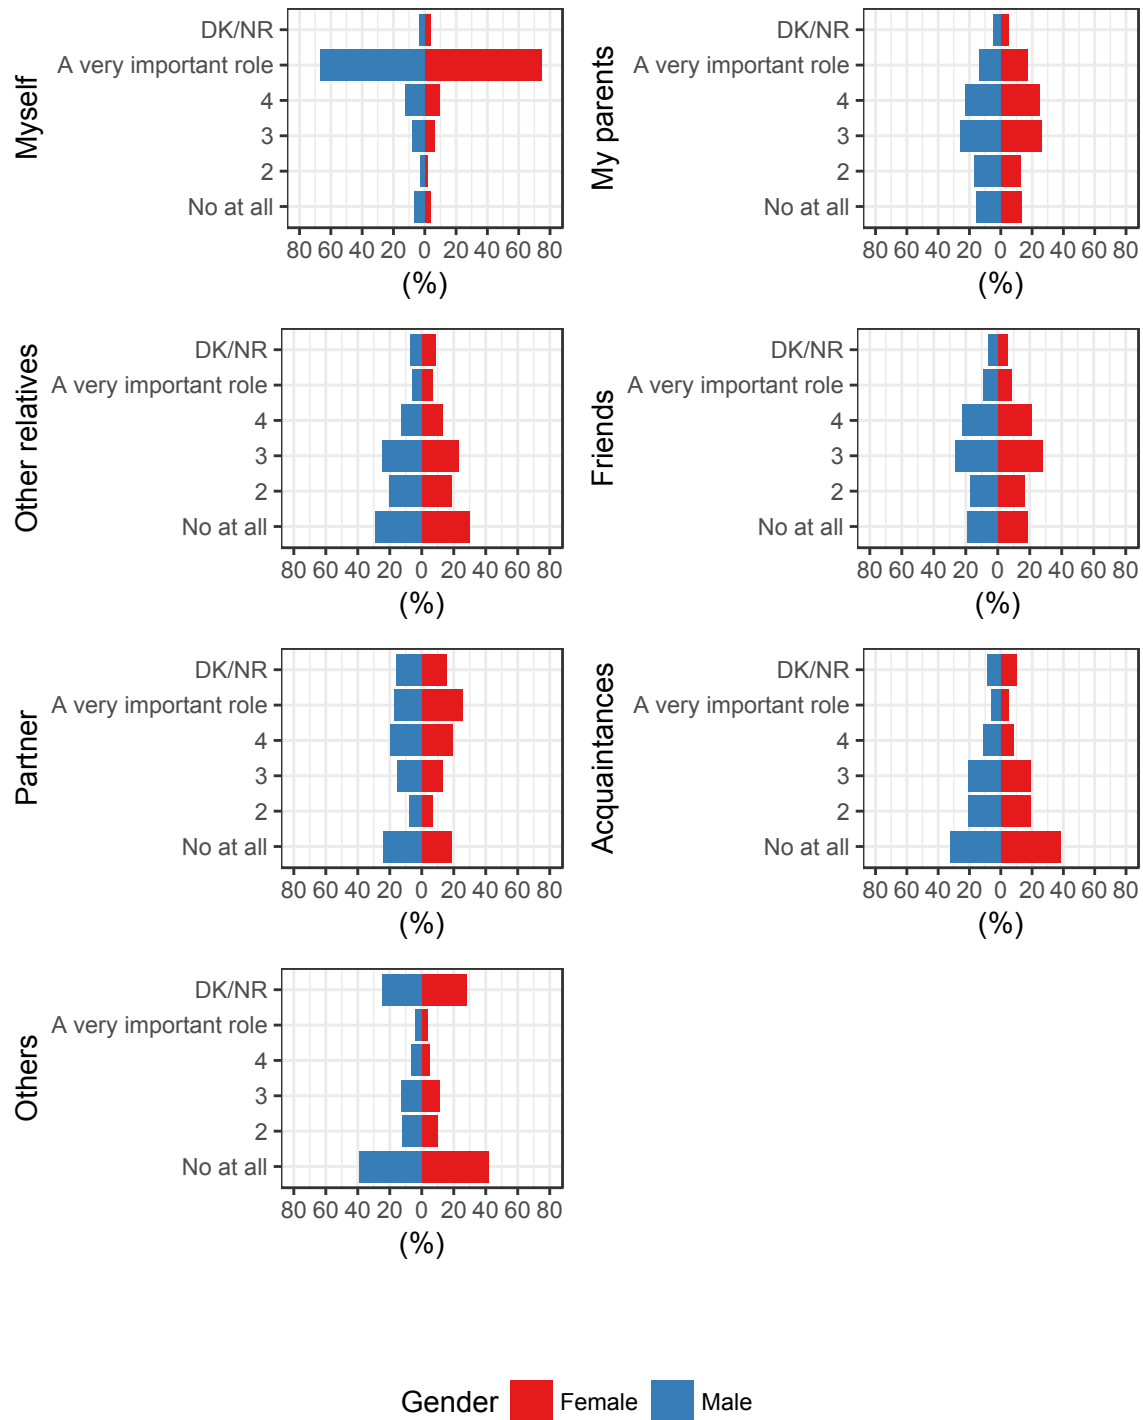 Myself
DK/NR
A very important role
4
3
2
No at all
80 60 40 20 0 20 40 60 80
(%)
My parents
DK/NR
A very important role
4
3
2
No at all
80 60 40 20 0 20 40 60 80
(%)
Other relatives
DK/NR
A very important role
4
3
2
No at all
80 60 40 20 0 20 40 60 80
(%)
Friends
DK/NR
A very important role
4
3
2
No at all
80 60 40 20 0 20 40 60 80
(%)
Partner
DK/NR
A very important role
4
3
2
No at all
80 60 40 20 0 20 40 60 80
(%)
Acquaintances
DK/NR
A very important role
4
3
2
No at all
80 60 40 20 0 20 40 60 80
(%)
Others
DK/NR
A very important role
4
3
2
No at all
80 60 40 20 0 20 40 60 80
(%)
Gender Female Male